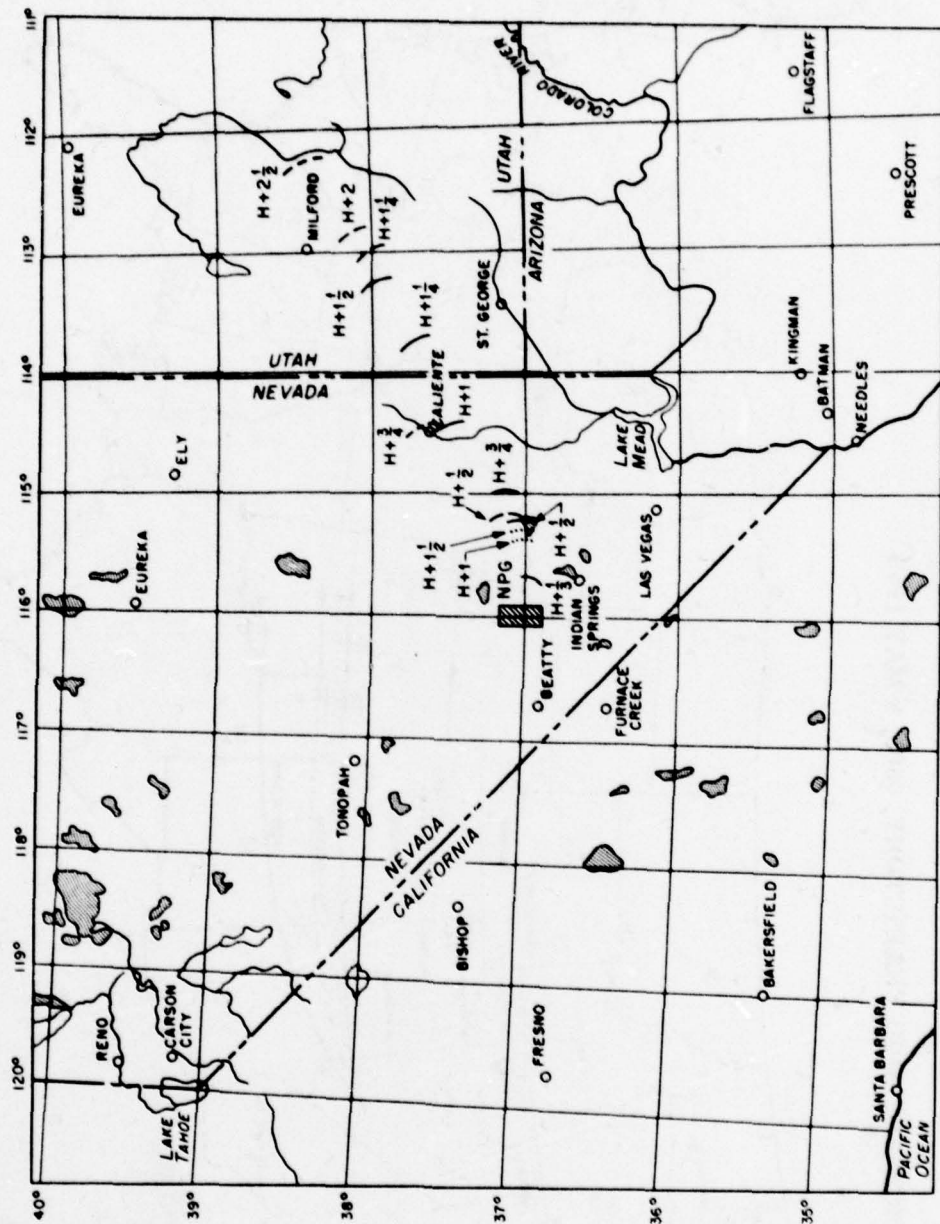 120° 119° 118° 117° 116° 115° 114° 113° 112° 111°
40°
39°
38°
37°
36°
35°
EUREKA
RENO
EUREKA
CARSON
CITY
LAKE
TAHOE
ELY
H+2½
UTAH
NEVADA
MILFORD
H+2
H+1½
H+1¼
TONOPAH
H+¾
H+1¼
CALIENTE
H+1
H+1½
H+½
H+1
H+¾
NPG
NEVADA
CALIFORNIA
BISHOP
ST. GEORGE
UTAH
ARIZONA
COLORADO RIVER
FRESNO
BEATTY
H+⅓
H+½
INDIAN
SPRINGS
FURNACE
CREEK
LAKE
MEAD
LAS VEGAS
BAKERSFIELD
KINGMAN
FLAGSTAFF
BATMAN
NEEDLES
SANTA BARBARA
PRESCOTT
PACIFIC
OCEAN